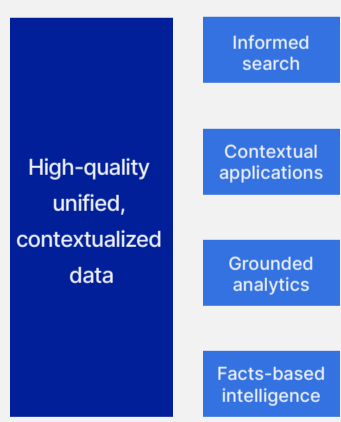 High-quality
unified,
contextualized
data
Informed
search
Contextual
applications
Grounded
analytics
Facts-based
intelligence